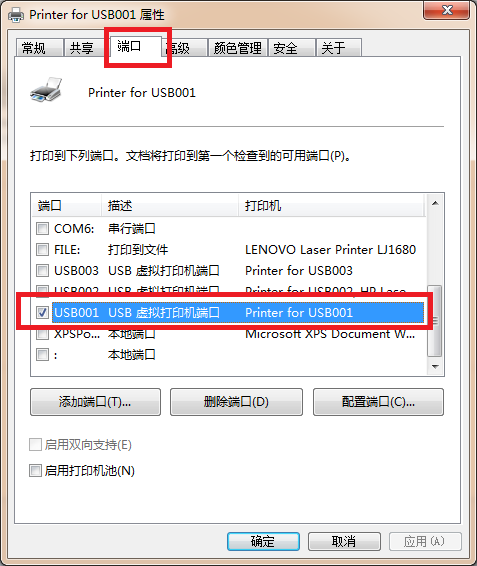 Printer for USB001 属性
常规 共享 端口 高级 颜色管理 安全 关于
Printer for USB001
打印到下列端口。文档将打印到第一个检查到的可用端口(P)。
端口 描述 打印机
COM6: 串行端口
FILE: 打印到文件 LENOVO Laser Printer LJ1680
USB003 USB 虚拟打印机端口 Printer for USB003
USB002 USB 虚拟打印机端口 Printer for USB002, HP Lase...
USB001 USB 虚拟打印机端口 Printer for USB001
XPSPo... 本地端口 Microsoft XPS Document W...
: 本地端口
添加端口(T)... 删除端口(D) 配置端口(C)...
启用双向支持(E)
启用打印机池(N)
确定 取消 应用(A)